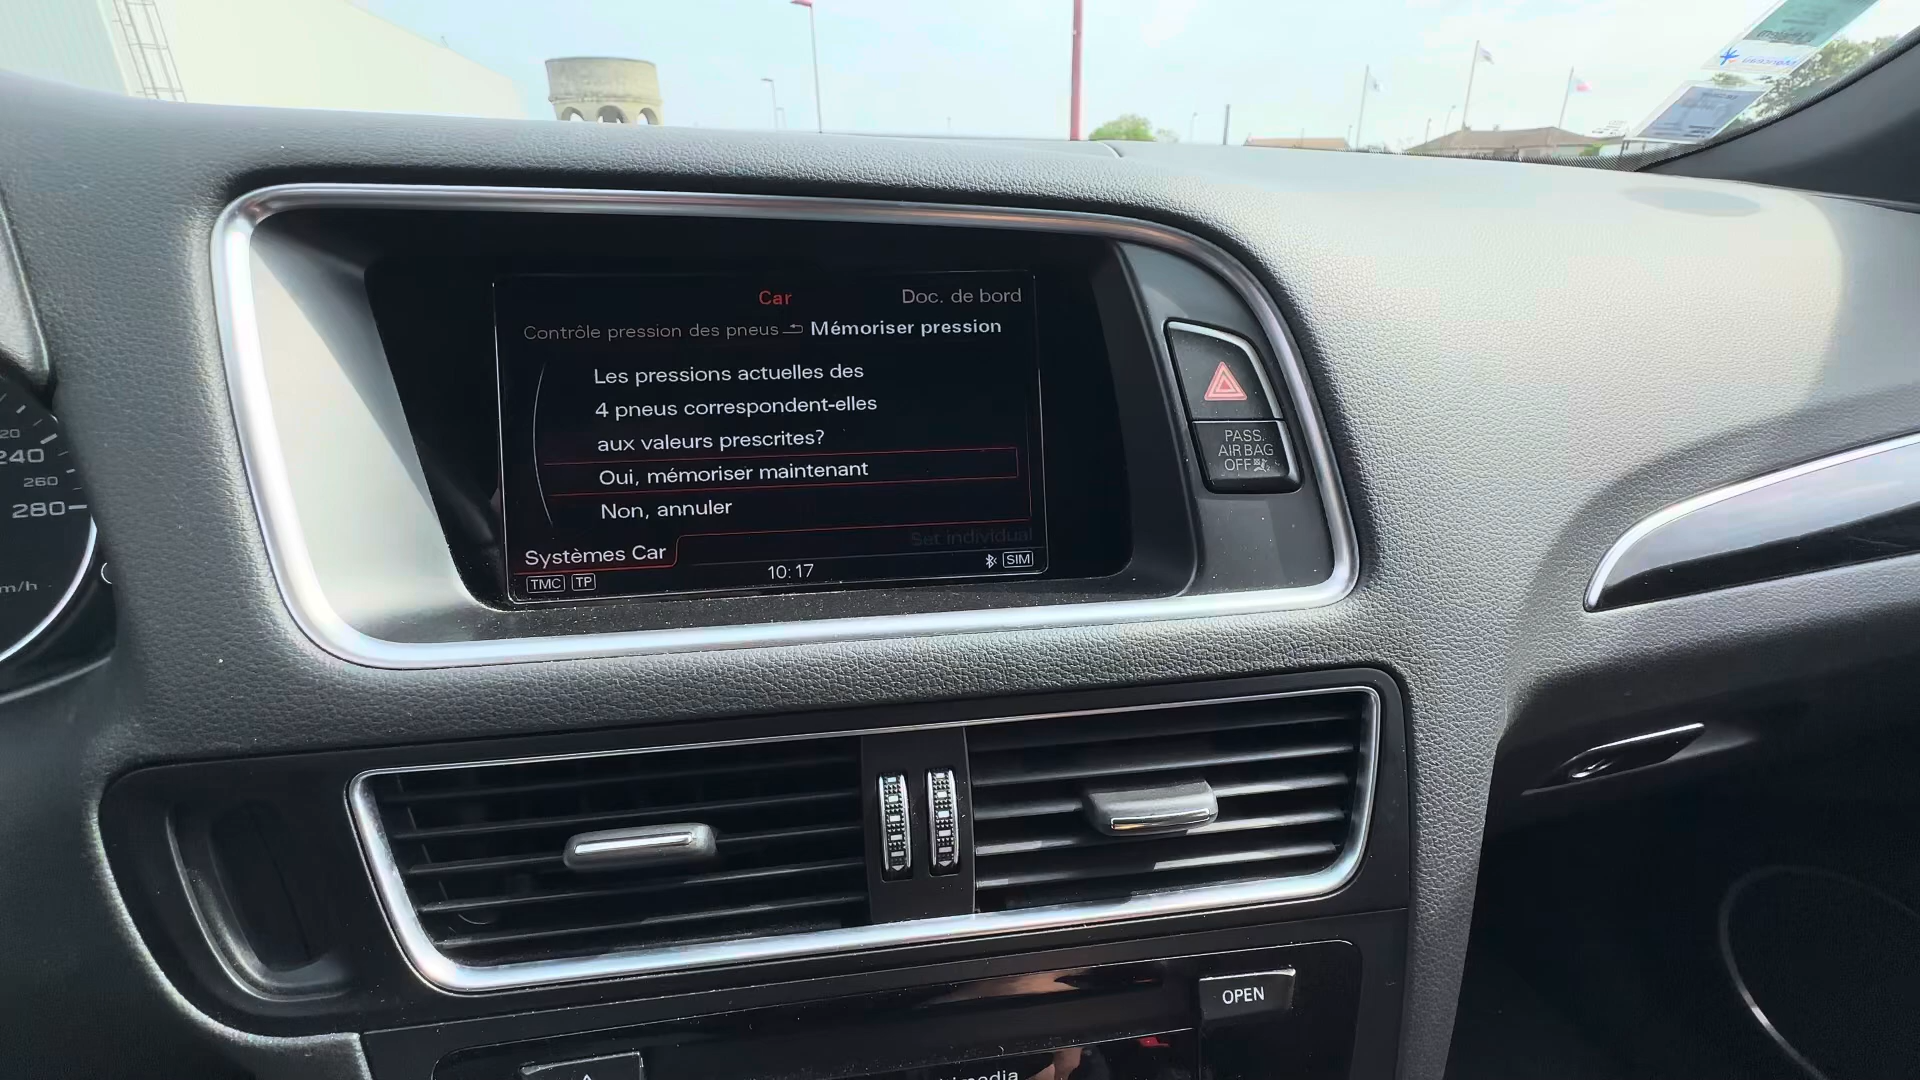 Car
Doc. de bord
Contrôle pression des pneus
Mémoriser pression
Les pressions actuelles des
4 pneus correspondent-elles
aux valeurs prescrites?
Oui, mémoriser maintenant
Non, annuler
Set individual
Systèmes Car
TMC TP
10:17
SIM
PASS.
AIR BAG
OFF
20
240
260
280
m/h
OPEN